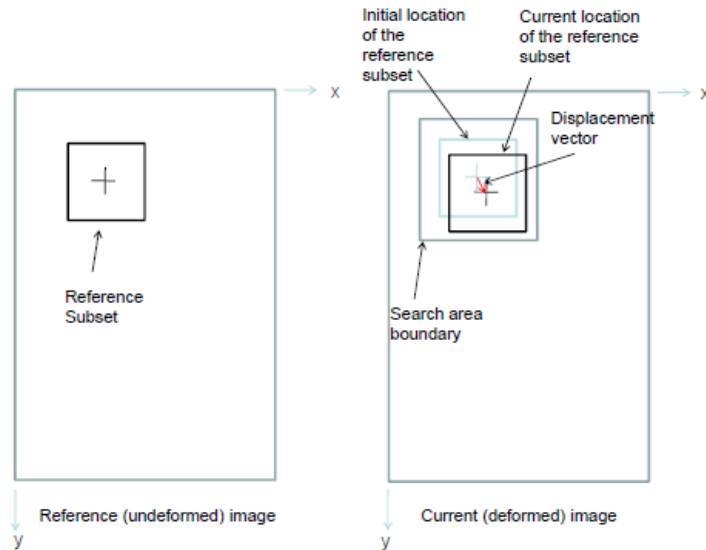 Initial location
of the
reference
subset
Current location
of the reference
subset
x
x
Displacement
vector
Reference
Subset
Search area
boundary
Reference (undeformed) image
Current (deformed) image
y
y